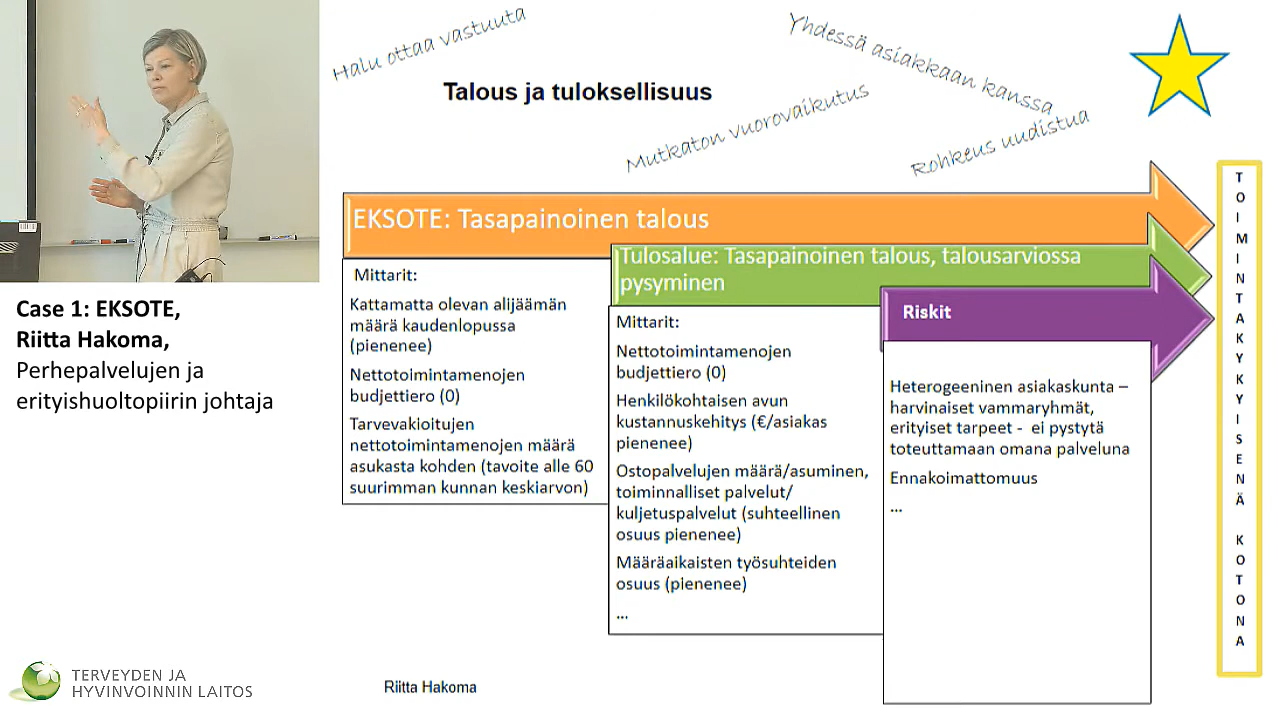 Halu ottaa vastuuta
Yhdessä asiakkaan kanssa
Talous ja tuloksellisuus
Mutkaton vuorovaikutus
Rohkeus uudistua
EKSOTE: Tasapainoinen talous
Mittarit:
Kattamatta olevan alijäämän
määrä kaudenlopussa
(pienenee)
Nettotoimintamenojen
budjettiero (0)
Tarvevakioitujen
nettotoimintamenojen määrä
asukasta kohden (tavoite alle 60
suurimman kunnan keskiarvon)
Tulosalue: Tasapainoinen talous, talousarviossa
pysyminen
Mittarit:
Nettotoimintamenojen
budjettiero (0)
Henkilökohtaisen avun
kustannuskehitys (€/asiakas
pienenee)
Ostopalvelujen määrä/asuminen,
toiminnalliset palvelut/
kuljetuspalvelut (suhteellinen
osuus pienenee)
Määräaikaisten työsuhteiden
osuus (pienenee)
...
Riskit
Heterogeeninen asiakaskunta –
harvinaiset vammaryhmät,
erityiset tarpeet - ei pystytä
toteuttamaan omana palveluna
Ennakoimattomuus
...
TOIMINTAKYKYISENÄ KOTONA
Case 1: EKSOTE,
Riitta Hakoma,
Perhepalvelujen ja
erityishuoltopiirin johtaja
TERVEYDEN JA
HYVINVOINNIN LAITOS
Riitta Hakoma